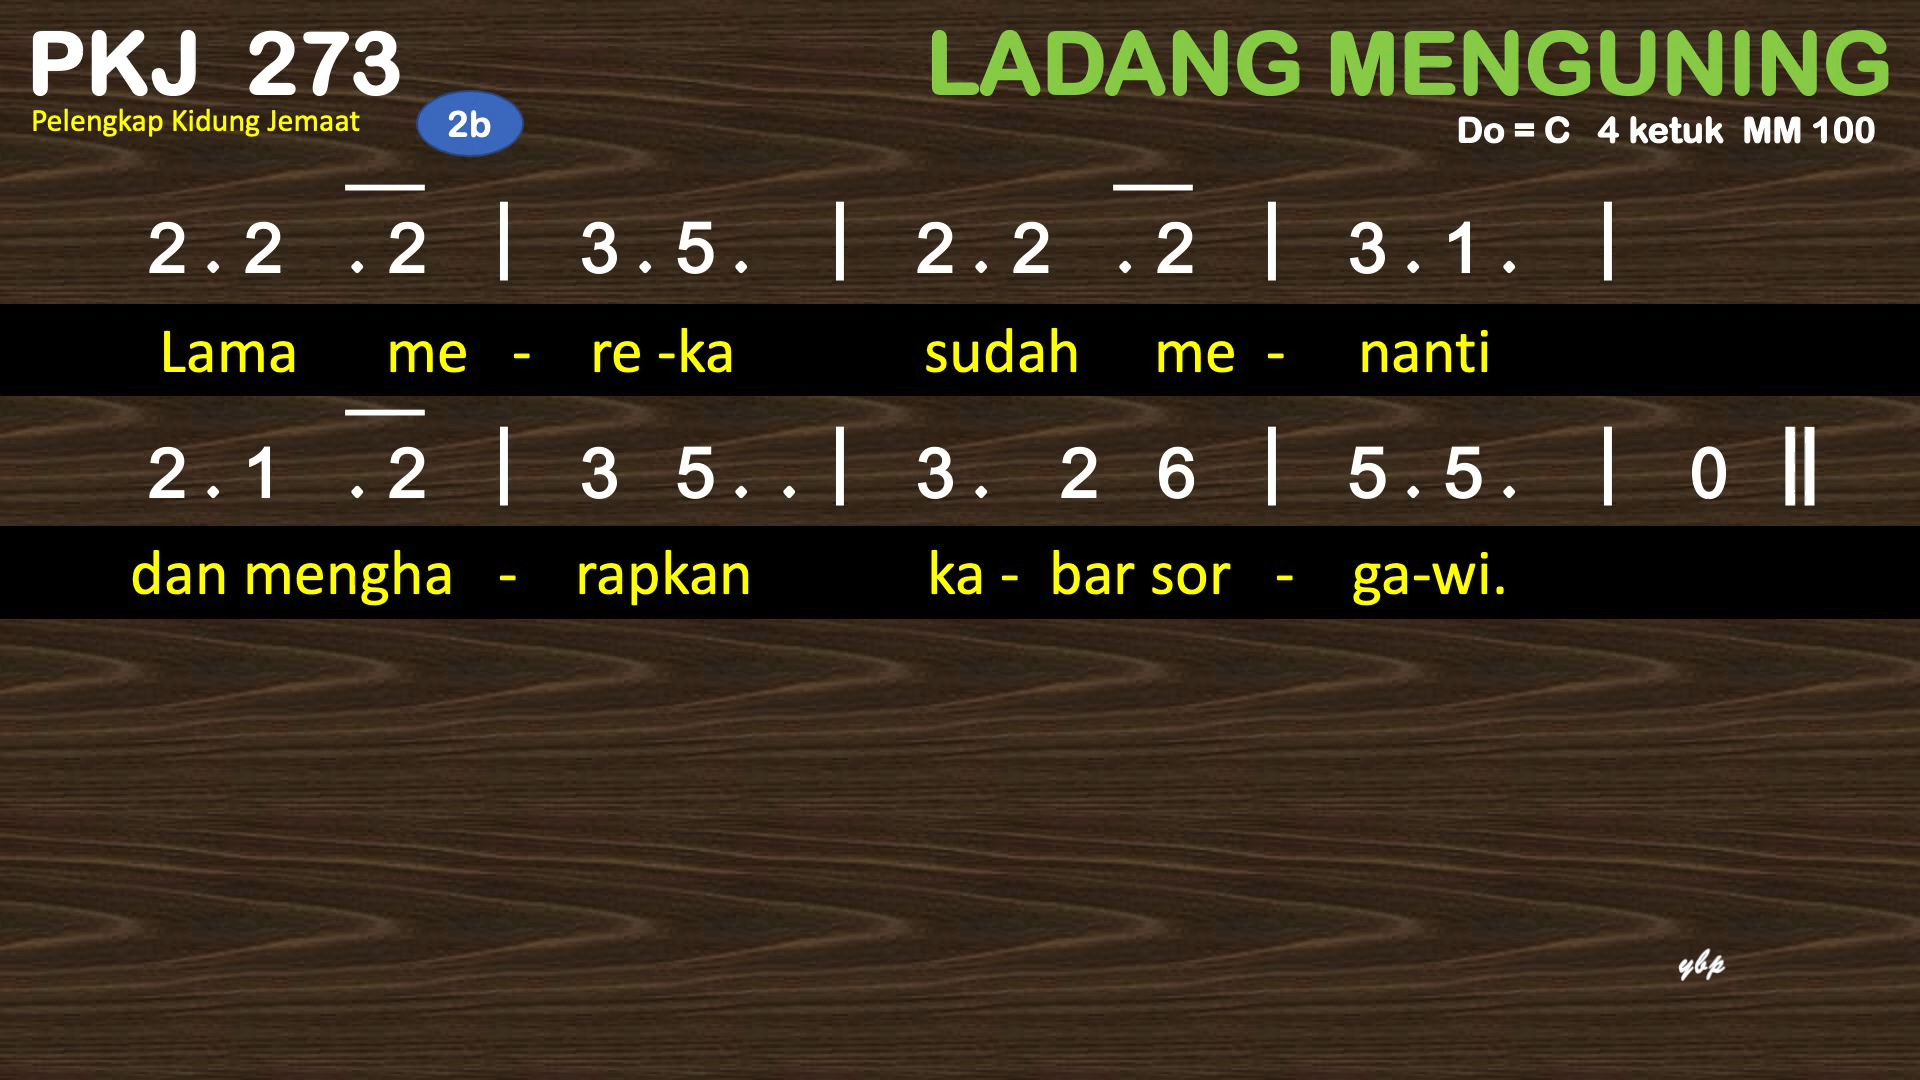 PKJ 273
LADANG MENGUNING
Pelengkap Kidung Jemaat
2b
Do = C 4 ketuk MM 100
2 . 2 . 2 | 3 . 5 . | 2 . 2 . 2 | 3 . 1 . |
Lama me - re -ka sudah me - nanti
2 . 1 . 2 | 3 5 . . | 3 . 2 6 | 5 . 5 . | 0 ||
dan mengha - rapkan ka - bar sor - ga-wi.
ybp